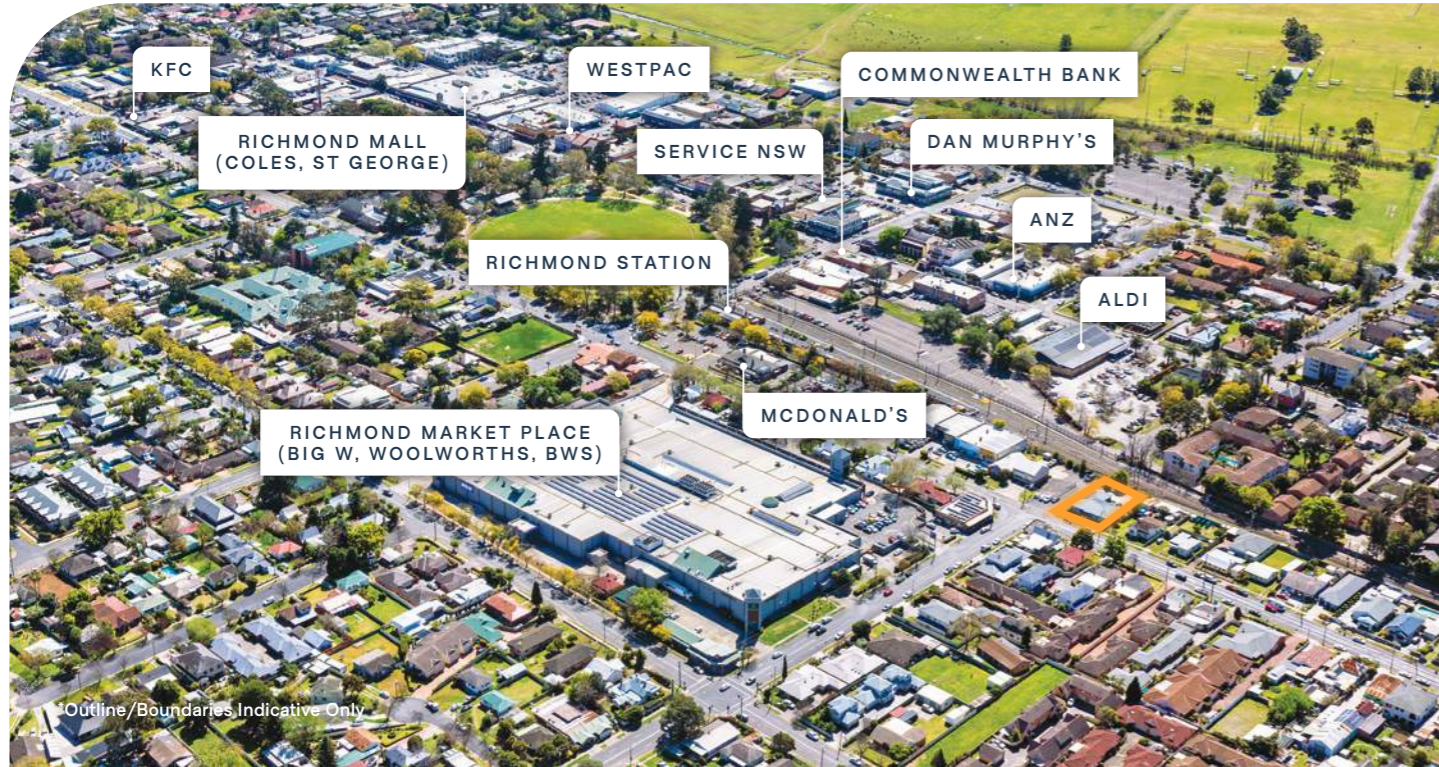 KFC
WESTPAC
COMMONWEALTH BANK
RICHMOND MALL
(COLES, ST GEORGE)
SERVICE NSW
DAN MURPHY'S
ANZ
RICHMOND STATION
ALDI
MCDONALD'S
RICHMOND MARKET PLACE
(BIG W, WOOLWORTHS, BWS)
*Outline/Boundaries Indicative Only